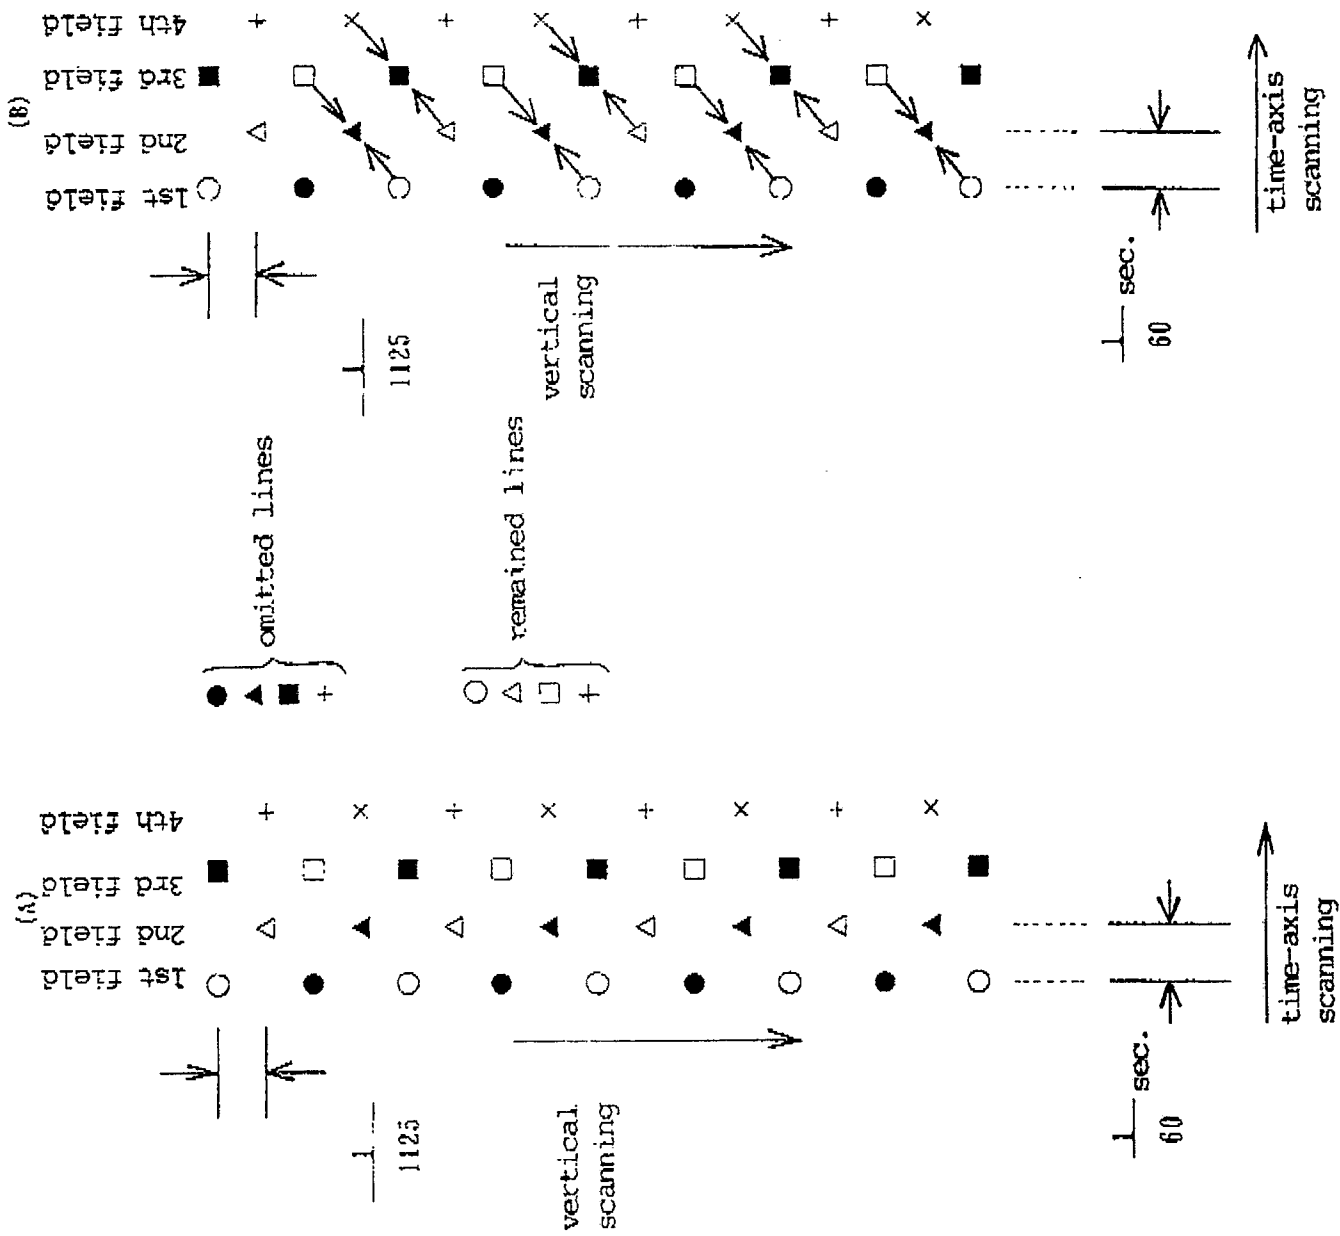 (B)
1st field
2nd field
3rd field
4th field
1
1125
vertical
scanning
1 sec.
60
time-axis
scanning
omitted lines
remained lines
(A)
1st field
2nd field
3rd field
4th field
1
1125
vertical
scanning
1 sec.
60
time-axis
scanning